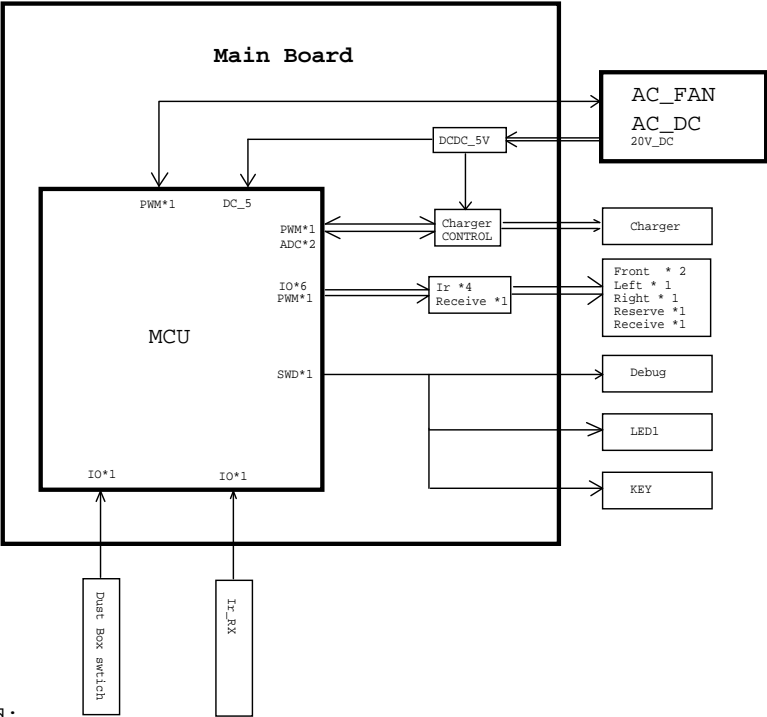 Main Board
AC_FAN
AC_DC
20V_DC
DCDC_5V
PWM*1
DC_5
PWM*1
ADC*2
Charger
CONTROL
Charger
IO*6
PWM*1
Ir *4
Receive *1
Front * 2
Left * 1
Right * 1
Reserve *1
Receive *1
MCU
SWD*1
Debug
LED1
KEY
IO*1
IO*1
Dust Box swtich
Ir_RX